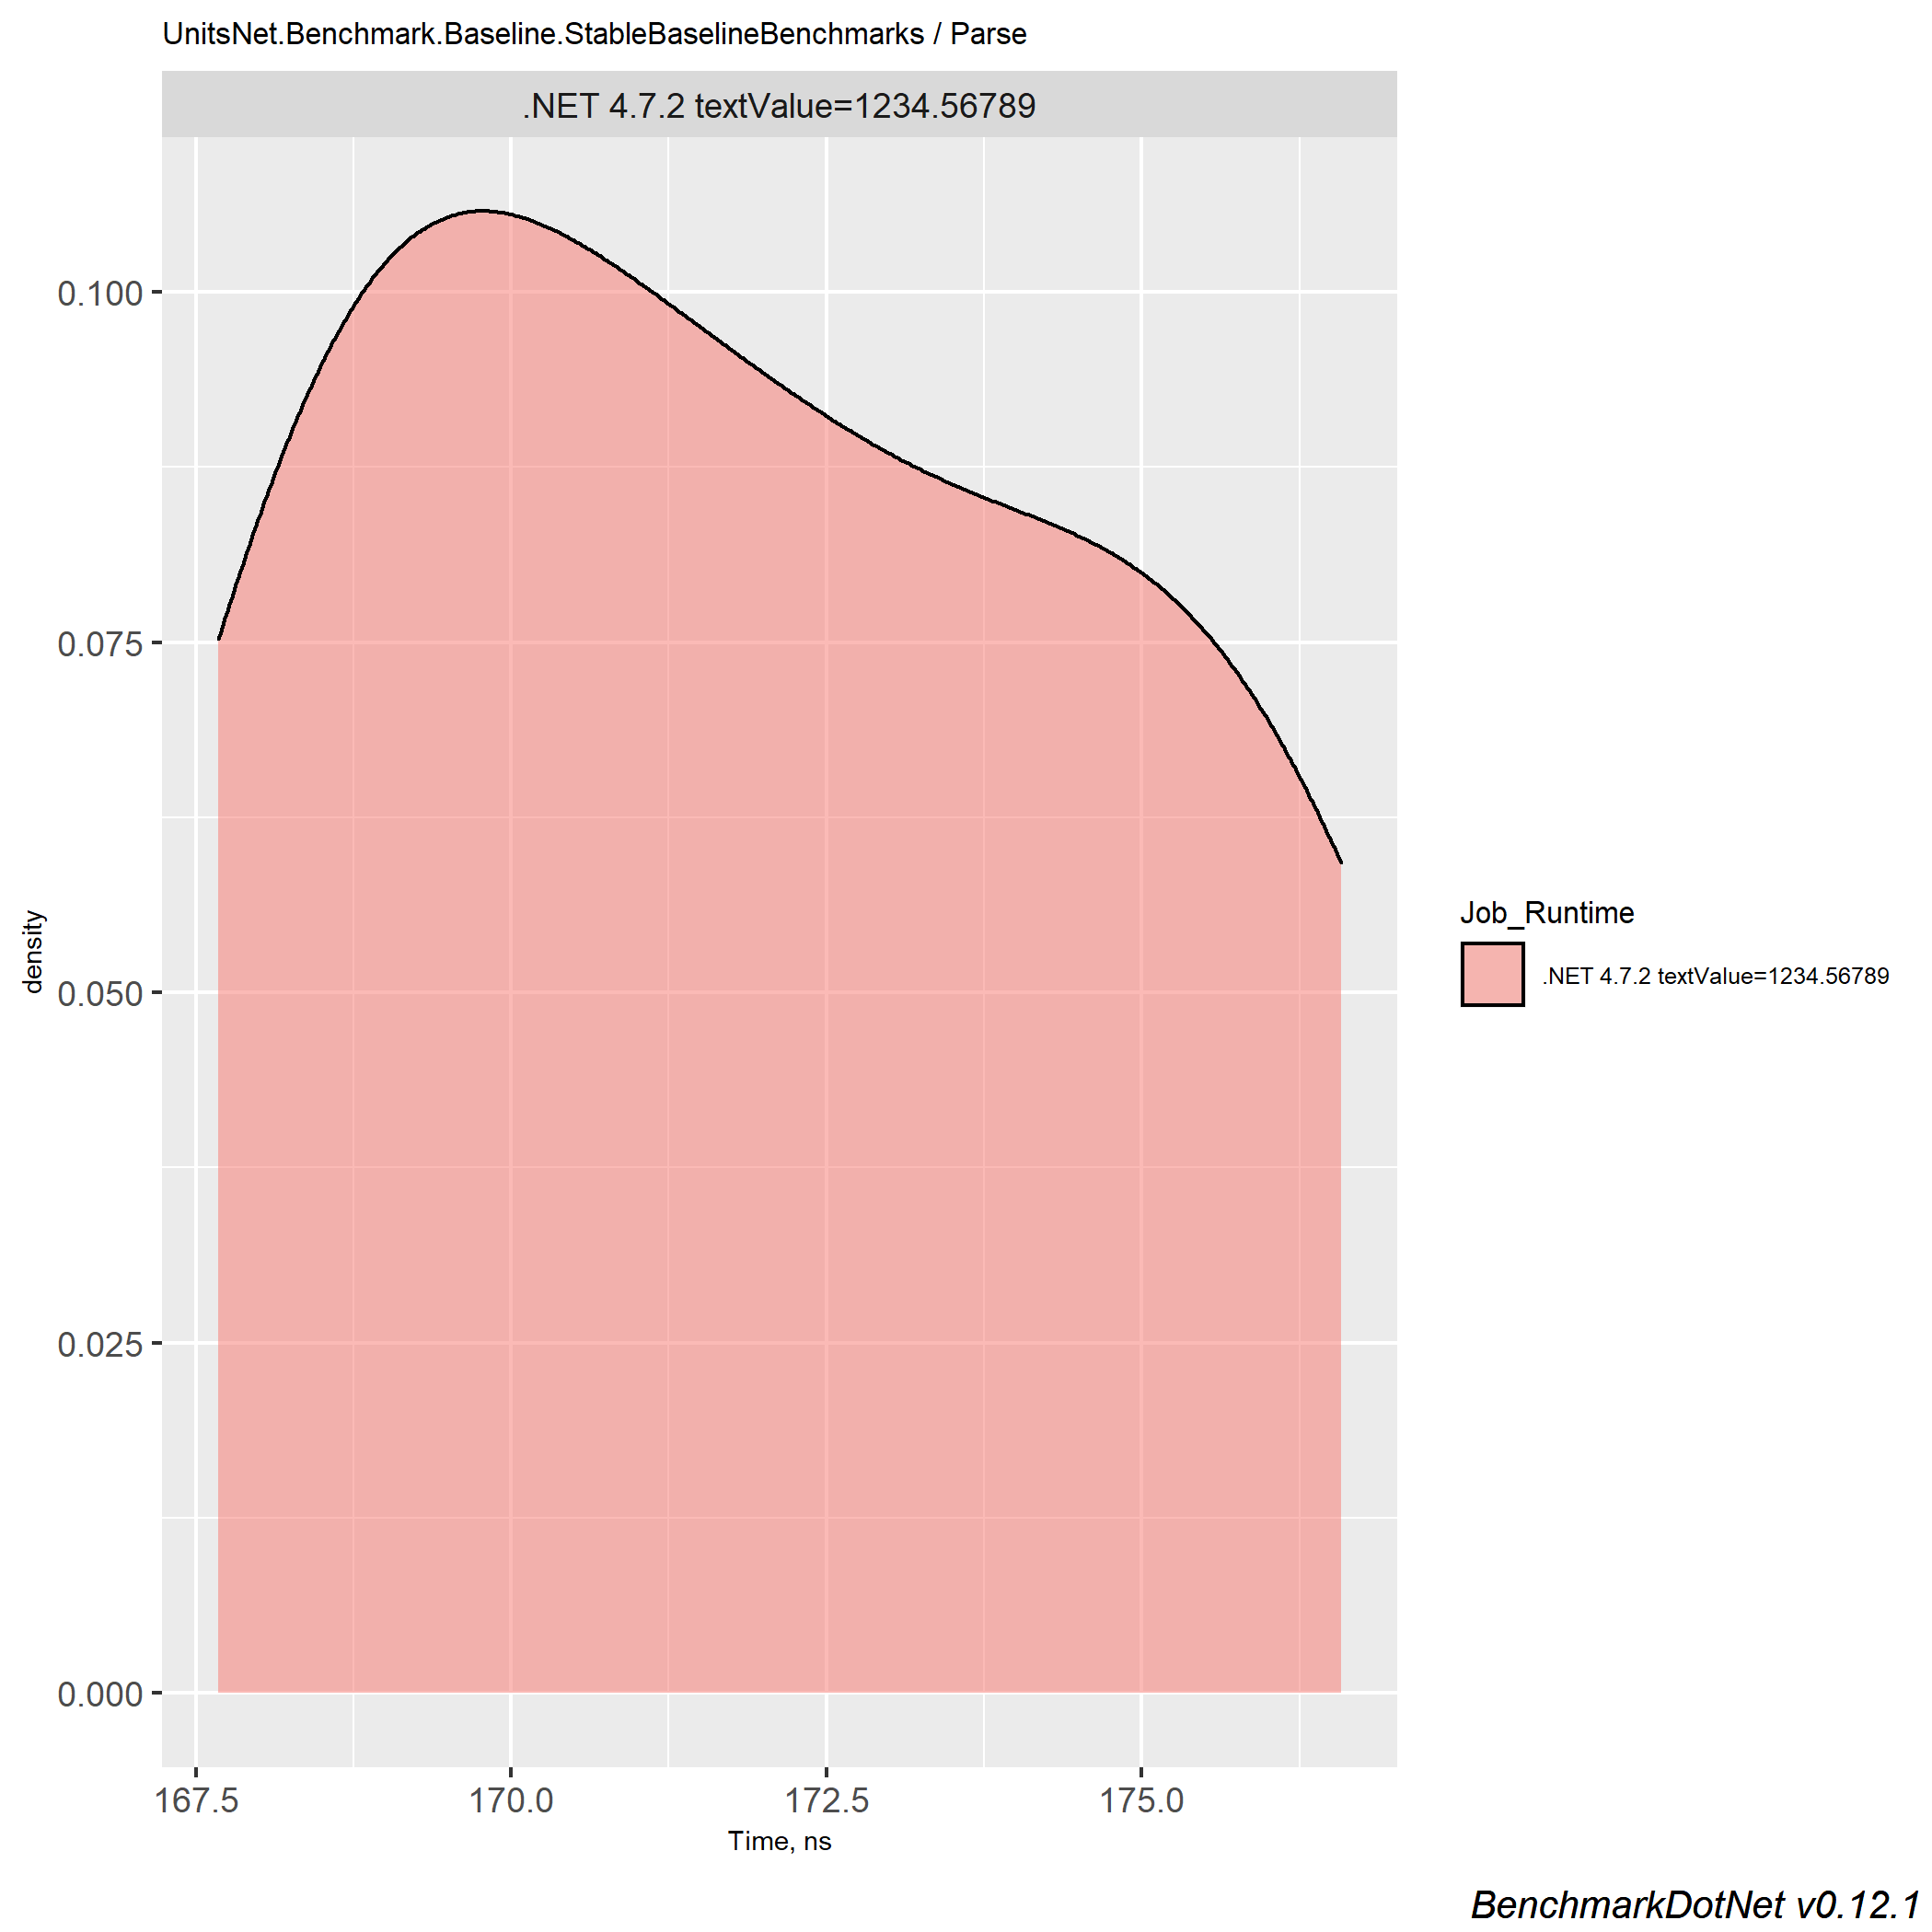 UnitsNet.Benchmark.Baseline.StableBaselineBenchmarks / Parse
.NET 4.7.2 textValue=1234.56789
0.100
0.075
0.050
0.025
0.000
density
167.5 170.0 172.5 175.0
Time, ns
Job_Runtime
.NET 4.7.2 textValue=1234.56789
BenchmarkDotNet v0.12.1